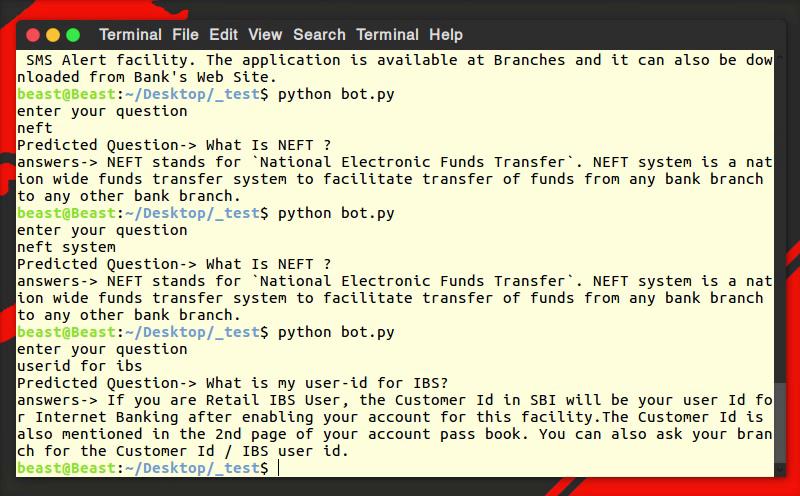 Terminal File Edit View Search Terminal Help
SMS Alert facility. The application is available at Branches and it can also be dow
nloaded from Bank's Web Site.
beast@Beast:~/Desktop/_test$ python bot.py
enter your question
neft
Predicted Question-> What Is NEFT ?
answers-> NEFT stands for `National Electronic Funds Transfer`. NEFT system is a nat
ion wide funds transfer system to facilitate transfer of funds from any bank branch
to any other bank branch.
beast@Beast:~/Desktop/_test$ python bot.py
enter your question
neft system
Predicted Question-> What Is NEFT ?
answers-> NEFT stands for `National Electronic Funds Transfer`. NEFT system is a nat
ion wide funds transfer system to facilitate transfer of funds from any bank branch
to any other bank branch.
beast@Beast:~/Desktop/_test$ python bot.py
enter your question
userid for ibs
Predicted Question-> What is my user-id for IBS?
answers-> If you are Retail IBS User, the Customer Id in SBI will be your user Id fo
r Internet Banking after enabling your account for this facility.The Customer Id is
also mentioned in the 2nd page of your account pass book. You can also ask your bran
ch for the Customer Id / IBS user id.
beast@Beast:~/Desktop/_test$